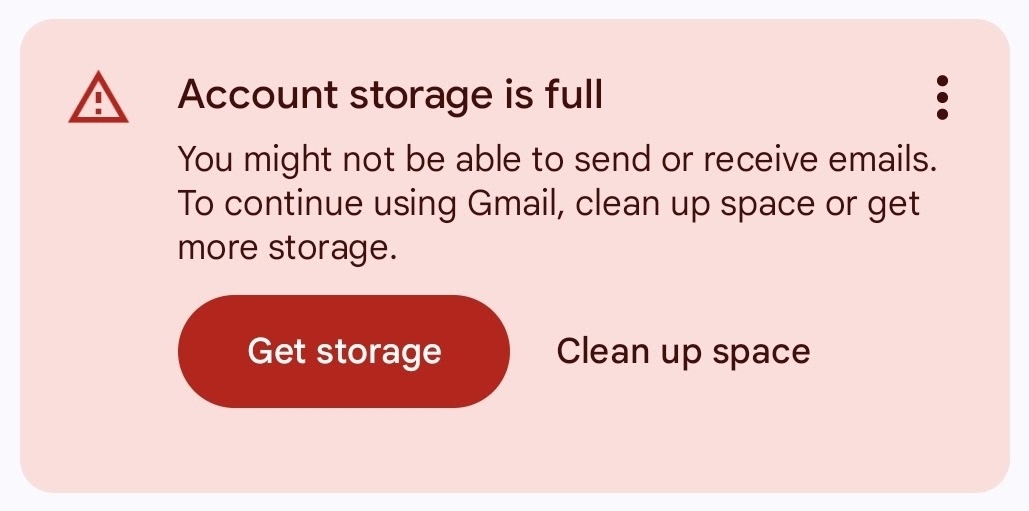 Account storage is full
You might not be able to send or receive emails.
To continue using Gmail, clean up space or get
more storage.
Get storage
Clean up space